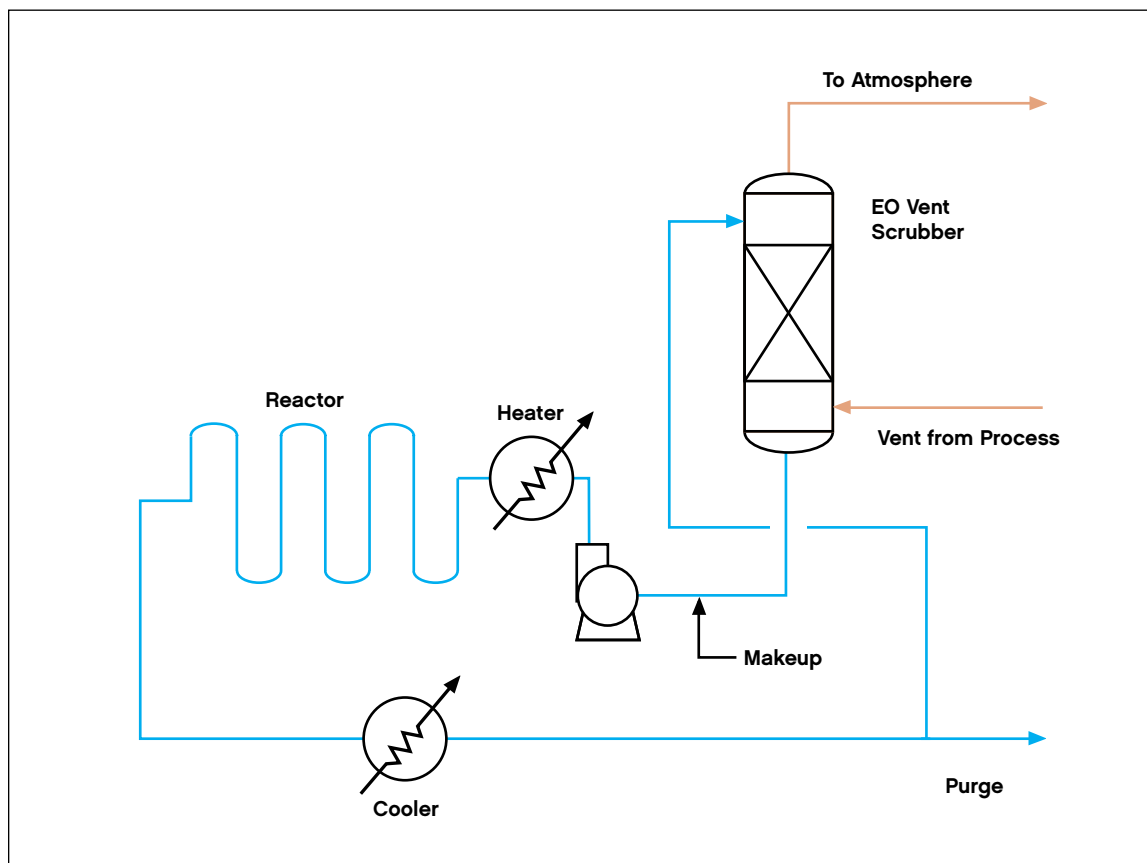 To Atmosphere
EO Vent
Scrubber
Reactor
Heater
Vent from Process
Makeup
Purge
Cooler